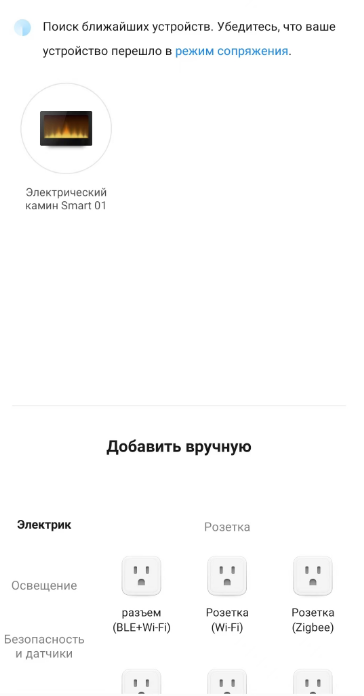 Поиск ближайших устройств. Убедитесь, что ваше
устройство перешло в режим сопряжения.
Электрический
камин Smart 01
Добавить вручную
Электрик
Розетка
Освещение
разъем
(BLE+Wi-Fi)
Розетка
(Wi-Fi)
Розетка
(Zigbee)
Безопасность
и датчики